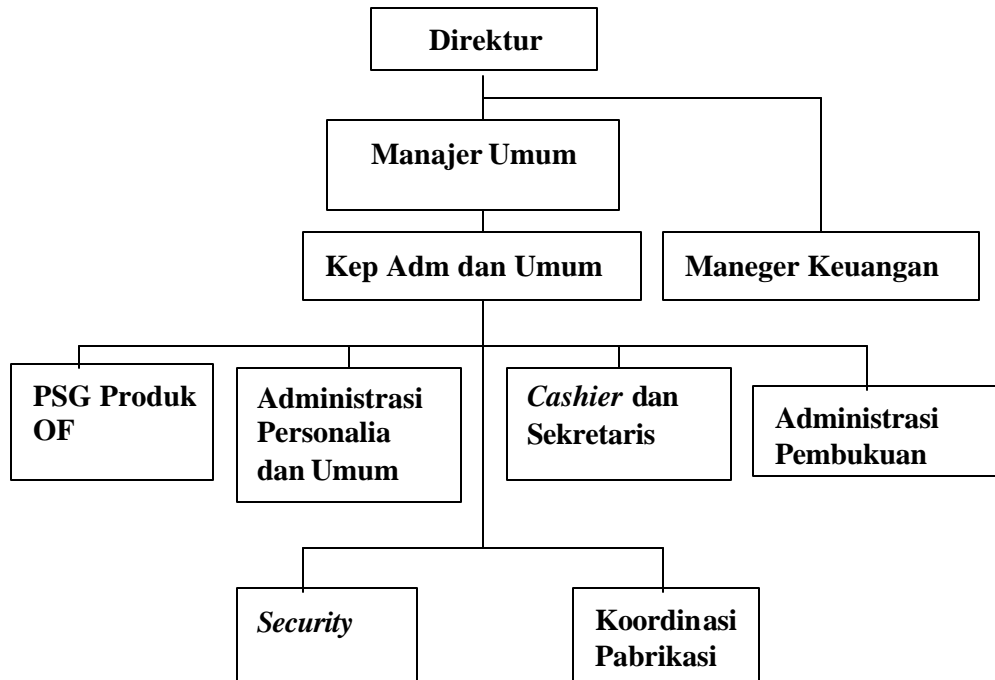 Direktur
Manajer Umum
Kep Adm dan Umum
Maneger Keuangan
PSG Produk
OF
Administrasi
Personalia
dan Umum
Cashier dan
Sekretaris
Administrasi
Pembukuan
Security
Koordinasi
Pabrikasi